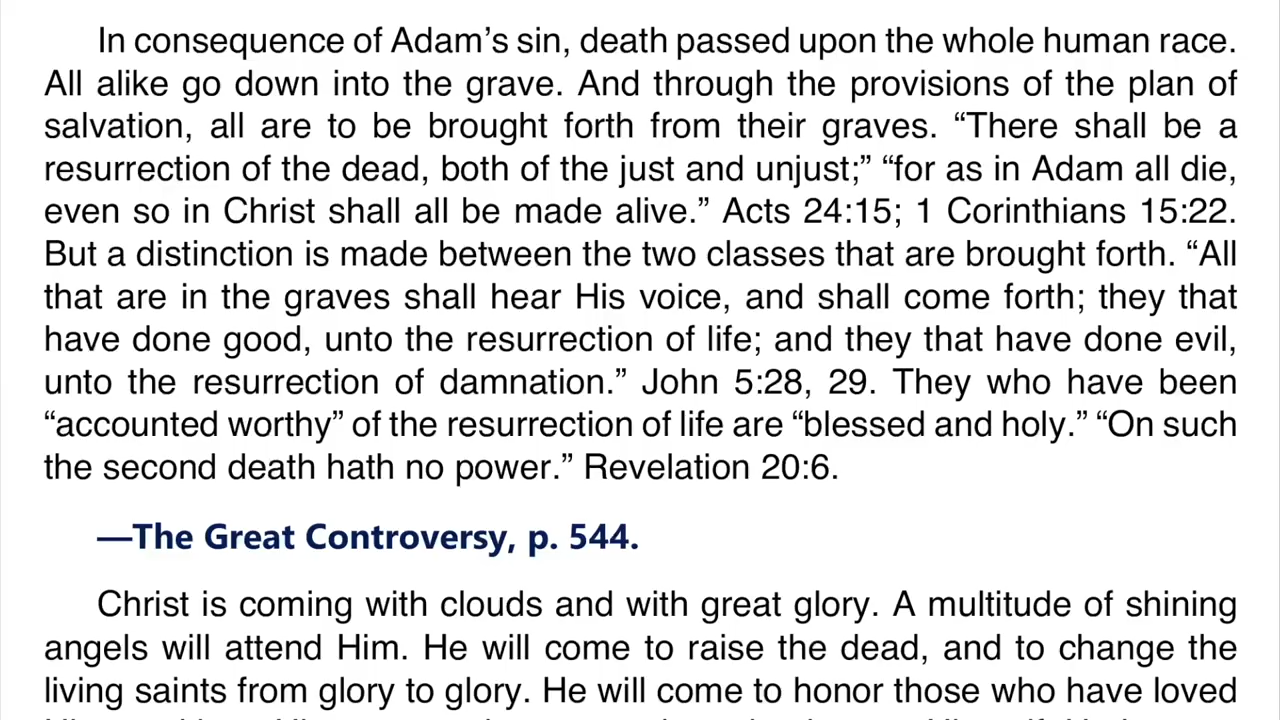 In consequence of Adam’s sin, death passed upon the whole human race.
All alike go down into the grave. And through the provisions of the plan of
salvation, all are to be brought forth from their graves. “There shall be a
resurrection of the dead, both of the just and unjust;” “for as in Adam all die,
even so in Christ shall all be made alive.” Acts 24:15; 1 Corinthians 15:22.
But a distinction is made between the two classes that are brought forth. “All
that are in the graves shall hear His voice, and shall come forth; they that
have done good, unto the resurrection of life; and they that have done evil,
unto the resurrection of damnation.” John 5:28, 29. They who have been
“accounted worthy” of the resurrection of life are “blessed and holy.” “On such
the second death hath no power.” Revelation 20:6.
—The Great Controversy, p. 544.
Christ is coming with clouds and with great glory. A multitude of shining
angels will attend Him. He will come to raise the dead, and to change the
living saints from glory to glory. He will come to honor those who have loved